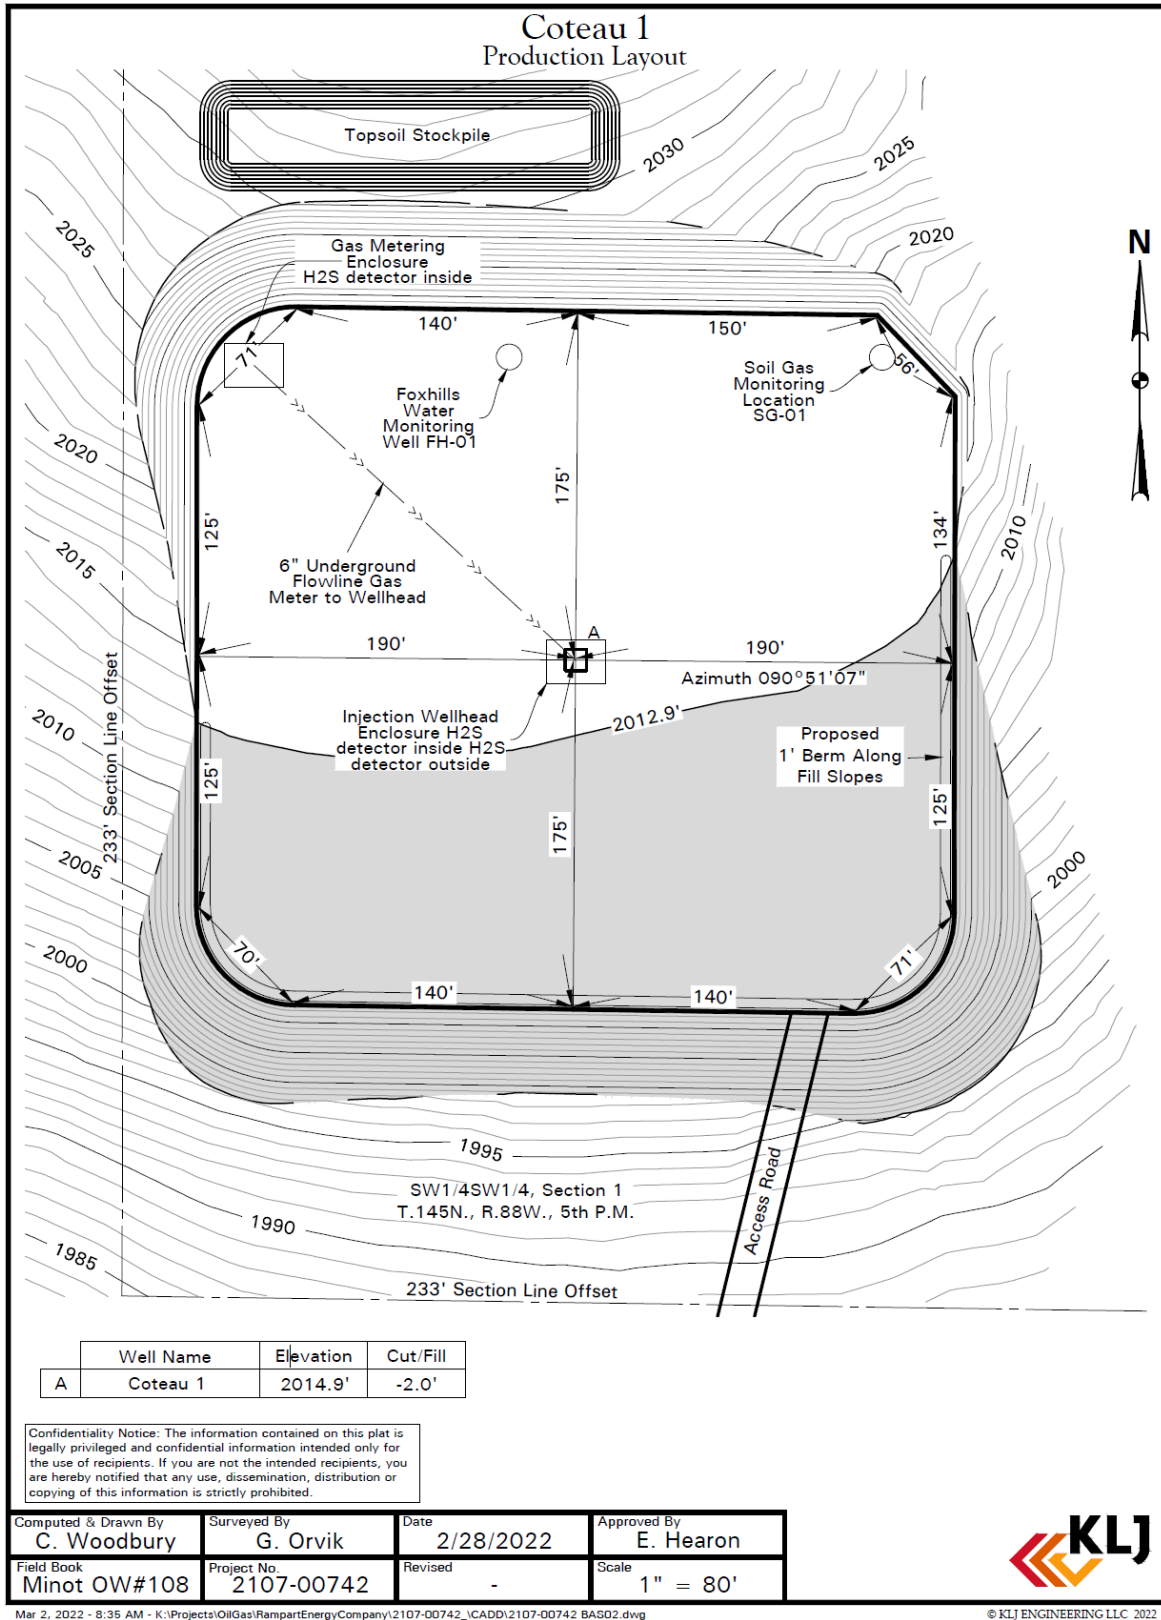 Coteau 1
Production Layout
Topsoil Stockpile
2030
2025
2020
2025
Gas Metering
Enclosure
H2S detector inside
N
140'
150'
71'
56'
Foxhills
Water
Monitoring
Well FH-01
Soil Gas
Monitoring
Location
SG-01
2020
175'
125'
134'
2010
2015
6" Underground
Flowline Gas
Meter to Wellhead
A
190'
190'
Azimuth 090°51'07"
233' Section Line Offset
2010
Injection Wellhead
Enclosure H2S
detector inside H2S
detector outside
2012.9'
Proposed
1' Berm Along
Fill Slopes
125'
175'
125'
2005
2000
2000
70'
71'
140'
140'
1995
SW1/4SW1/4, Section 1
T.145N., R.88W., 5th P.M.
Access Road
1990
1985
233' Section Line Offset
Well Name Elevation Cut/Fill
A Coteau 1 2014.9' -2.0'
Confidentiality Notice: The information contained on this plat is
legally privileged and confidential information intended only for
the use of recipients. If you are not the intended recipients, you
are hereby notified that any use, dissemination, distribution or
copying of this information is strictly prohibited.
Computed & Drawn By Surveyed By Date Approved By
C. Woodbury G. Orvik 2/28/2022 E. Hearon
Field Book Project No. Revised Scale
Minot OW#108 2107-00742 - 1" = 80'
KLJ
Mar 2, 2022 - 8:35 AM - K:\Projects\OilGas\RampartEnergyCompany\2107-00742_\CADD\2107-00742 BAS02.dwg
© KLJ ENGINEERING LLC 2022